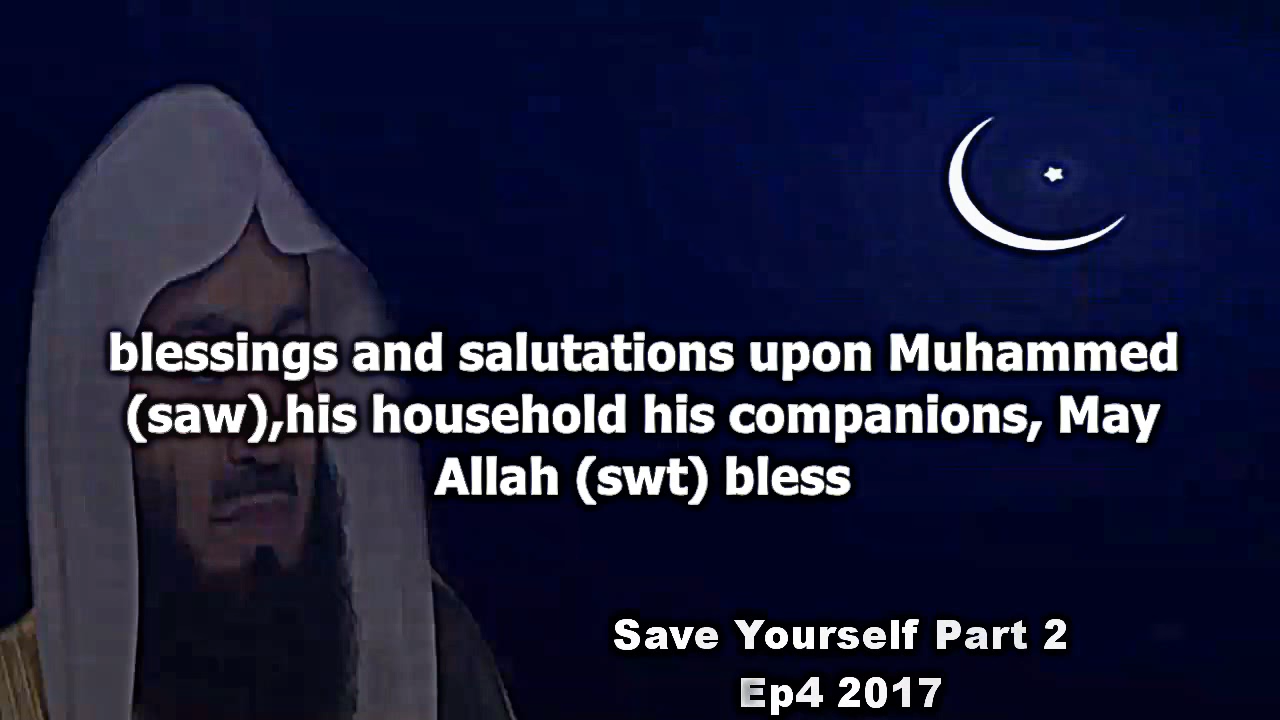 blessings and salutations upon Muhammed
(saw),his household his companions, May
Allah (swt) bless
Save Yourself Part 2
Ep4 2017